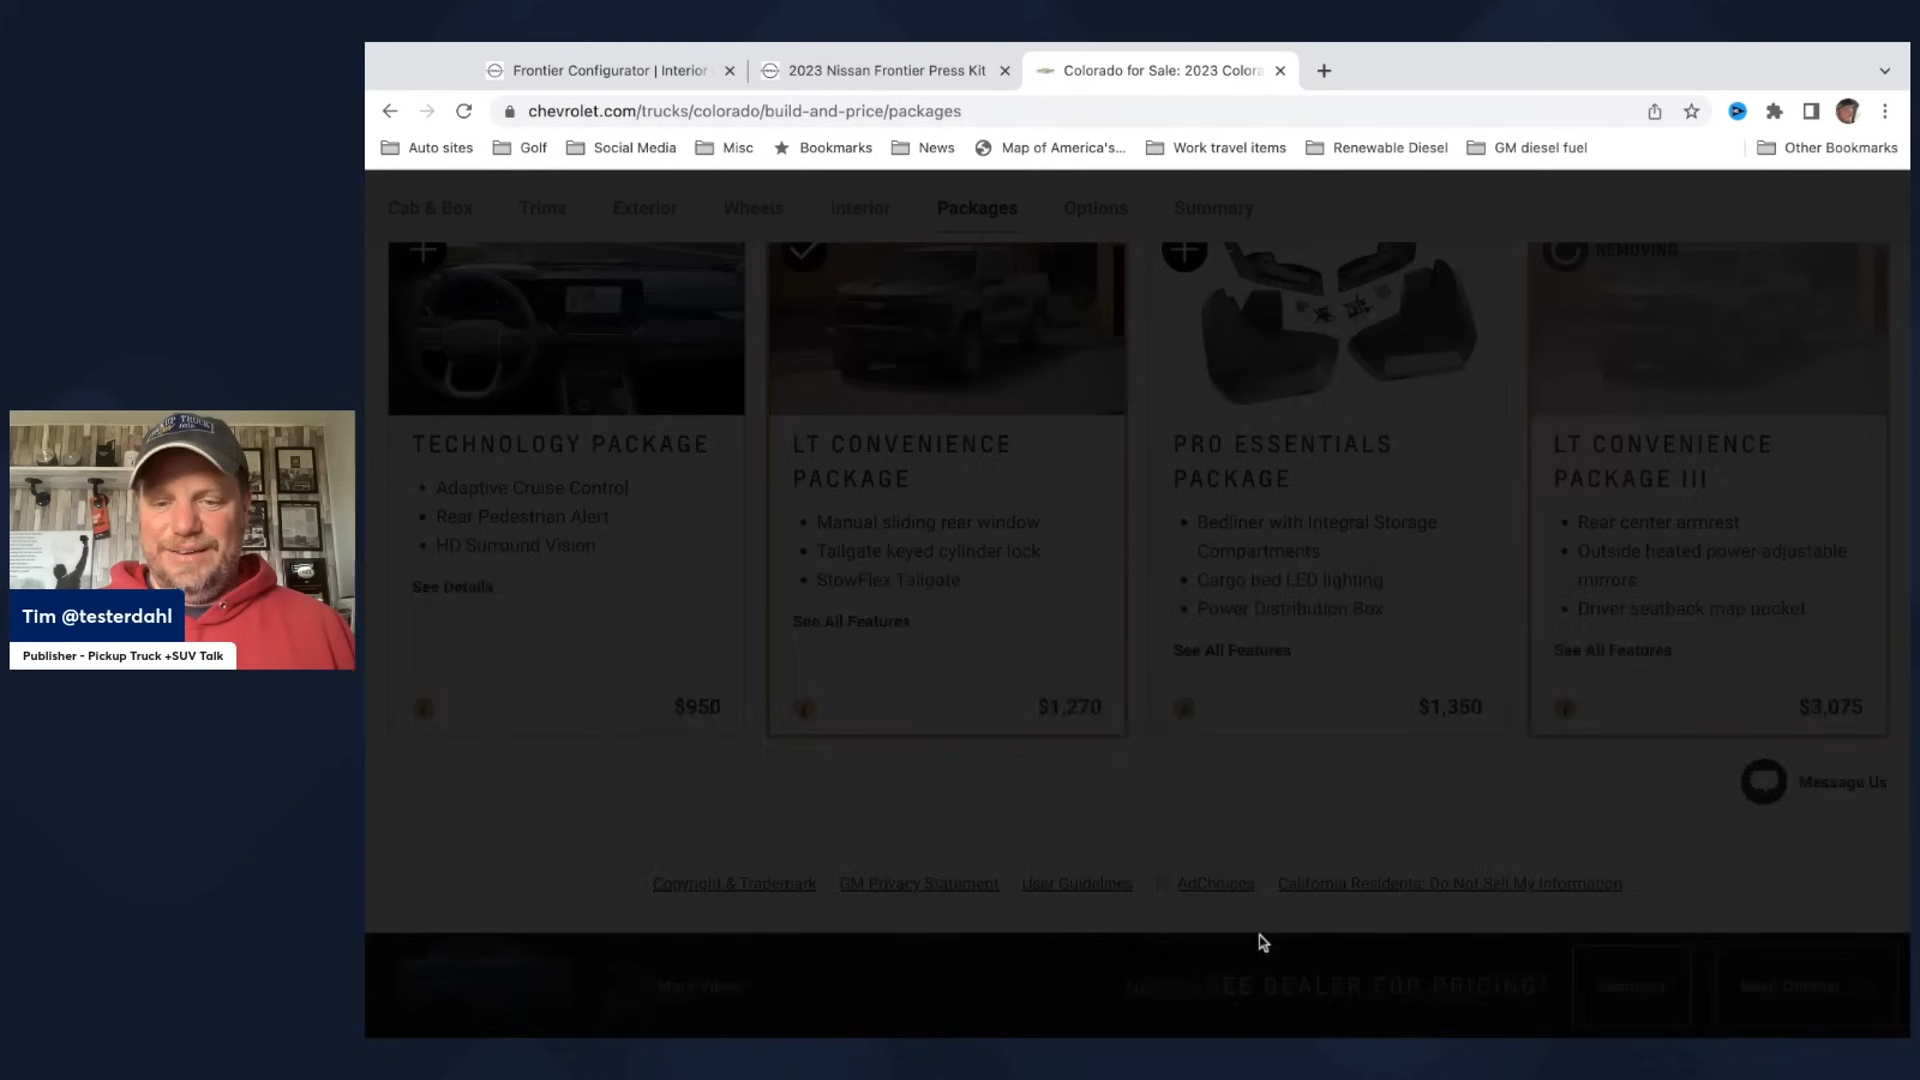 Frontier Configurator | Interior
2023 Nissan Frontier Press Kit
Colorado for Sale: 2023 Colora
chevrolet.com/trucks/colorado/build-and-price/packages
Auto sites
Golf
Social Media
Misc
Bookmarks
News
Map of America's...
Work travel items
Renewable Diesel
GM diesel fuel
Other Bookmarks
Cab & Box
Trims
Exterior
Wheels
Interior
Packages
Options
Summary
REMOVING
TECHNOLOGY PACKAGE
Adaptive Cruise Control
Rear Pedestrian Alert
HD Surround Vision
See Details
$950
LT CONVENIENCE
PACKAGE
Manual sliding rear window
Tailgate keyed cylinder lock
StowFlex Tailgate
See All Features
$1,270
PRO ESSENTIALS
PACKAGE
Bedliner with Integral Storage
Compartments
Cargo bed LED lighting
Power Distribution Box
See All Features
$1,350
LT CONVENIENCE
PACKAGE III
Rear center armrest
Outside heated power-adjustable
mirrors
Driver seatback map pocket
See All Features
$3,075
Message Us
Copyright & Trademark
GM Privacy Statement
User Guidelines
AdChoices
California Residents: Do Not Sell My Information
SEE DEALER FOR PRICING
Summary
PICKUP TRUCK
Tim @testerdahl
Publisher - Pickup Truck +SUV Talk